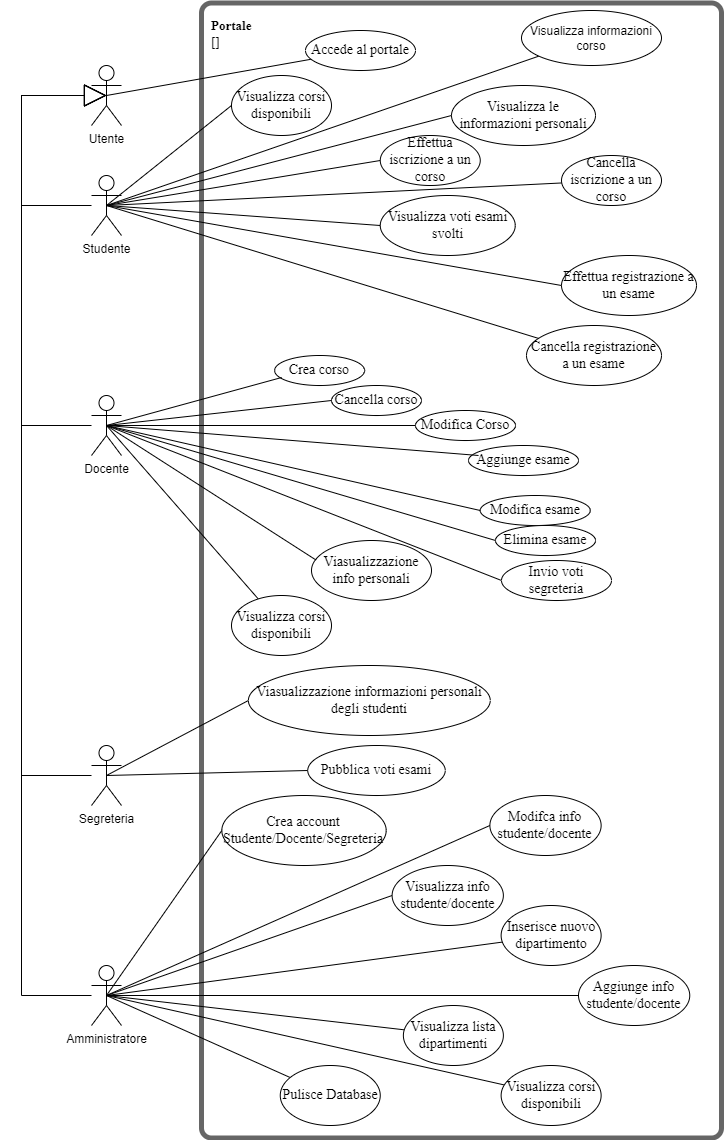 Portale
[]
Accede al portale
Visualizza informazioni
corso
Utente
Visualizza corsi
disponibili
Visualizza le
informazioni personali
Effettua
iscrizione a un
corso
Cancella
iscrizione a un
corso
Studente
Visualizza voti esami
svolti
Effettua registrazione a
un esame
Cancella registrazione
a un esame
Crea corso
Cancella corso
Modifica Corso
Docente
Aggiunge esame
Modifica esame
Elimina esame
Viasualizzazione
info personali
Invio voti
segreteria
Visualizza corsi
disponibili
Viasualizzazione informazioni personali
degli studenti
Pubblica voti esami
Segreteria
Crea account
Studente/Docente/Segreteria
Modifca info
studente/docente
Visualizza info
studente/docente
Inserisce nuovo
dipartimento
Aggiunge info
studente/docente
Amministratore
Visualizza lista
dipartimenti
Pulisce Database
Visualizza corsi
disponibili